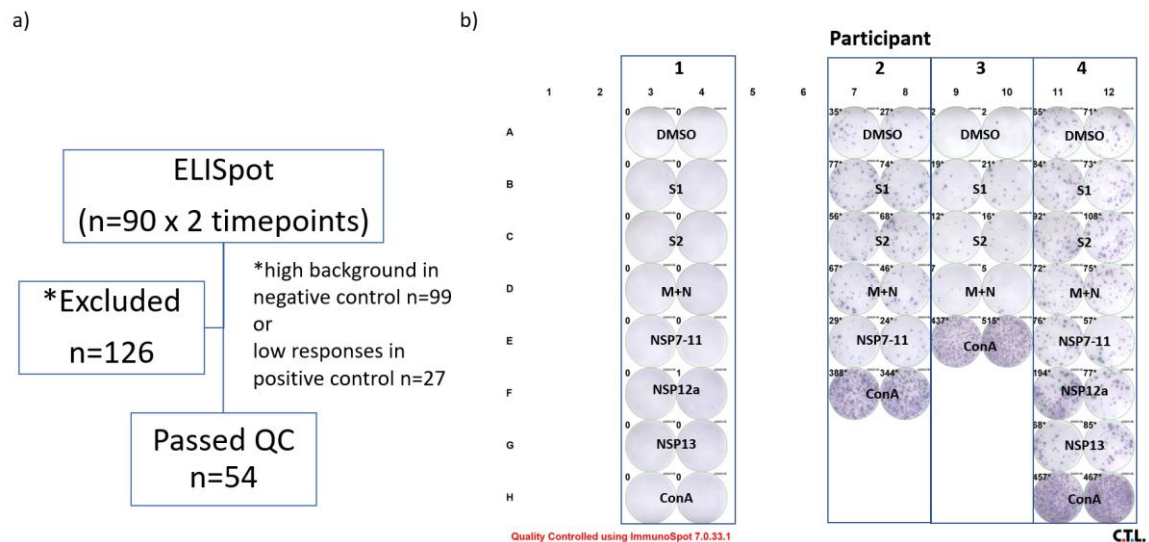 a)
ELISpot
(n=90 x 2 timepoints)
*Excluded
n=126
*high background in
negative control n=99
or
low responses in
positive control n=27
Passed QC
n=54
b)
Participant
1 2 3 4
1 2 3 4 5 6 7 8 9 10 11 12
A
0 0 35* 27* 2 2 65* 71*
DMSO DMSO DMSO DMSO
B
0 0 77* 74* 19* 21* 84* 73*
S1 S1 S1 S1
C
0 0 56* 68* 12* 16* 92* 108*
S2 S2 S2 S2
D
0 0 67* 46* 7 5 72* 75*
M+N M+N M+N M+N
E
0 0 29* 24* 437* 515* 76* 57*
NSP7-11 NSP7-11 ConA NSP7-11
F
0 1 388* 344* 194* 77*
NSP12a ConA NSP12a
G
0 0 85*
NSP13 NSP13
H
0 0 457* 467*
ConA ConA
Quality Controlled using ImmunoSpot 7.0.33.1
C.T.L.